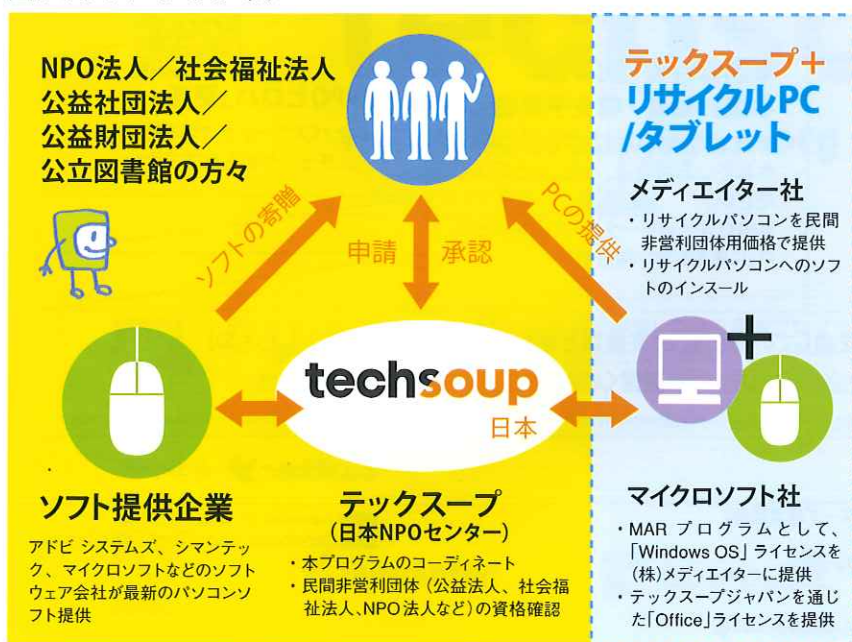 NPO法人／社会福祉法人
公益社団法人／
公益財団法人／
公立図書館の方々
ソフトの寄贈
申請
承認
PCの提供
techsoup
日本
ソフト提供企業
アドビ システムズ、シマンテッ
ク、マイクロソフトなどのソフト
ウェア会社が最新のパソコンソ
フト提供
テックスープ
(日本NPOセンター)
・本プログラムのコーディネート
・民間非営利団体（公益法人、社会福
祉法人、NPO法人など）の資格確認
テックスープ＋
リサイクルPC
/タブレット
メディエイター社
・リサイクルパソコンを民間
非営利団体用価格で提供
・リサイクルパソコンへのソフ
トのインストール
マイクロソフト社
・MAR プログラムとして、
「Windows OS」ライセンスを
(株)メディエイターに提供
・テックスープジャパンを通じ
た「Office」ライセンスを提供